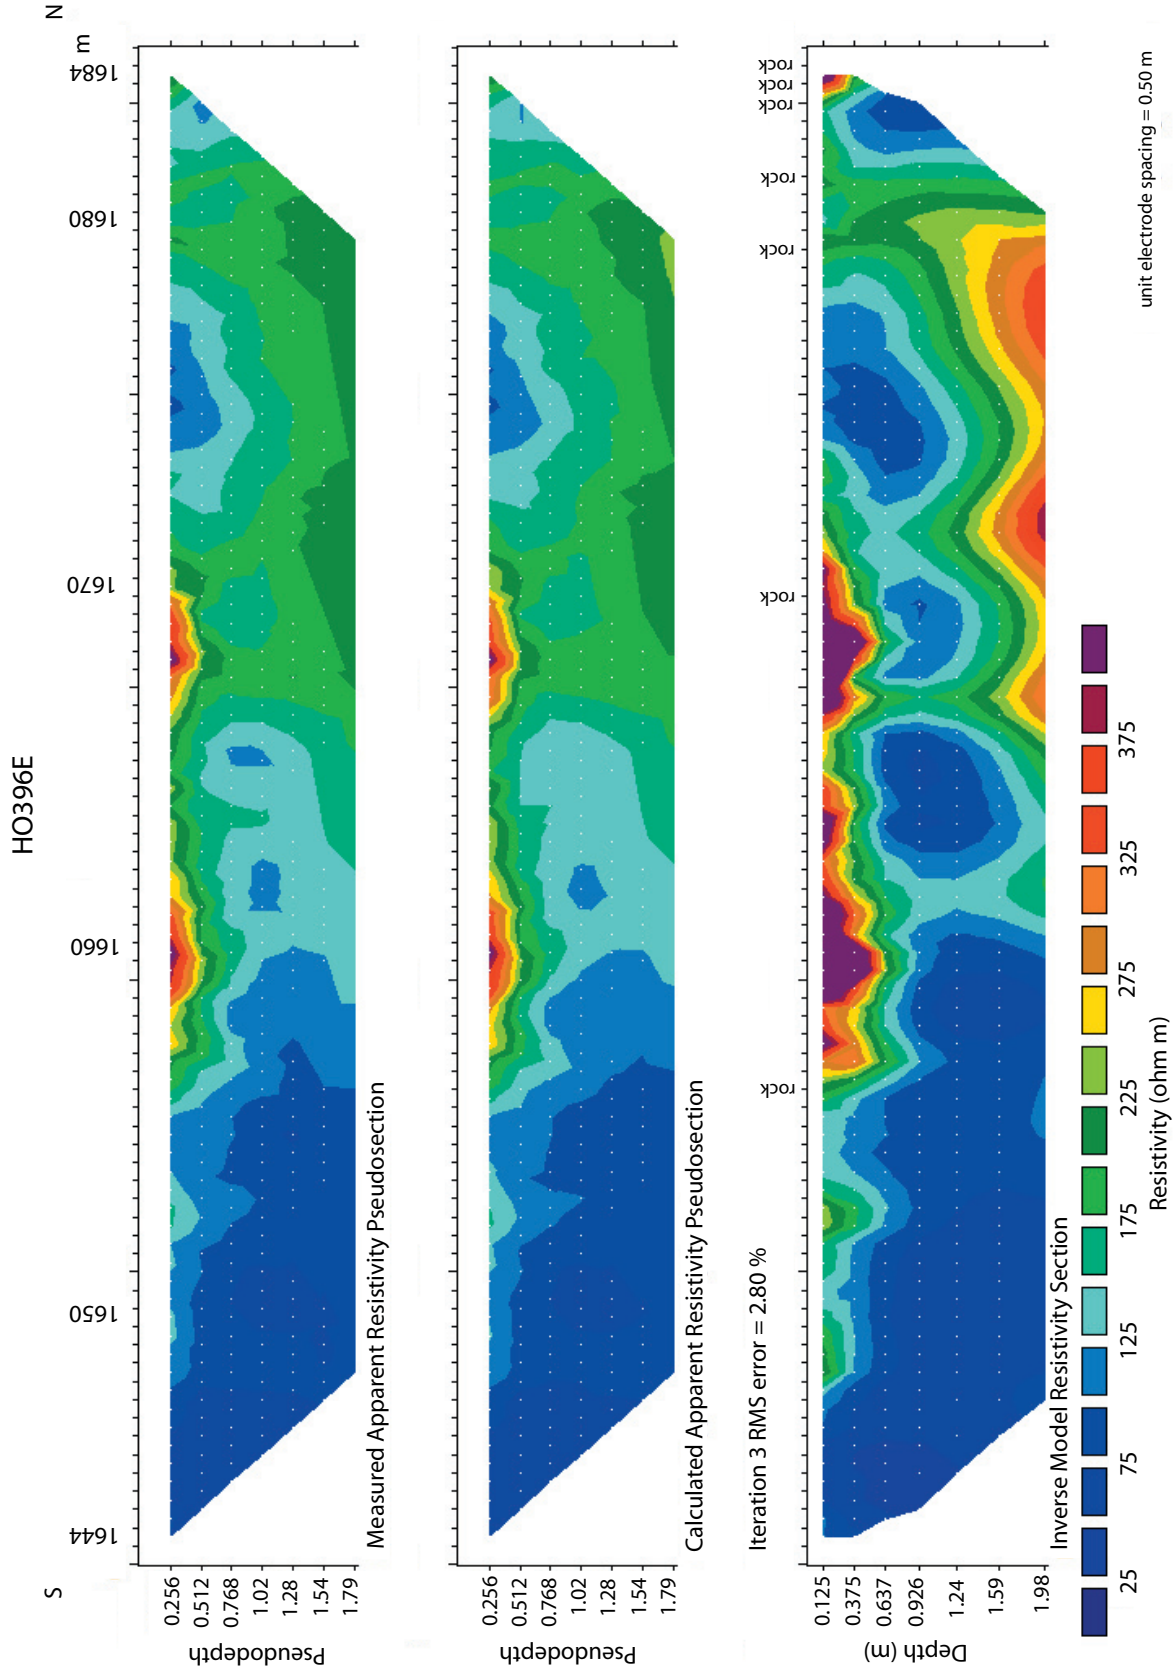 HO396E
S
N
1644
1650
1660
1670
1680
1684
m
Pseudodepth
0.256
0.512
0.768
1.02
1.28
1.54
1.79
Measured Apparent Resistivity Pseudosection
Pseudodepth
0.256
0.512
0.768
1.02
1.28
1.54
1.79
Calculated Apparent Resistivity Pseudosection
Iteration 3 RMS error = 2.80 %
rock
rock
rock
rock
rock
rock
rock
Depth (m)
0.125
0.375
0.637
0.926
1.24
1.59
1.98
Inverse Model Resistivity Section
25
75
125
175
225
275
325
375
Resistivity (ohm m)
unit electrode spacing = 0.50 m